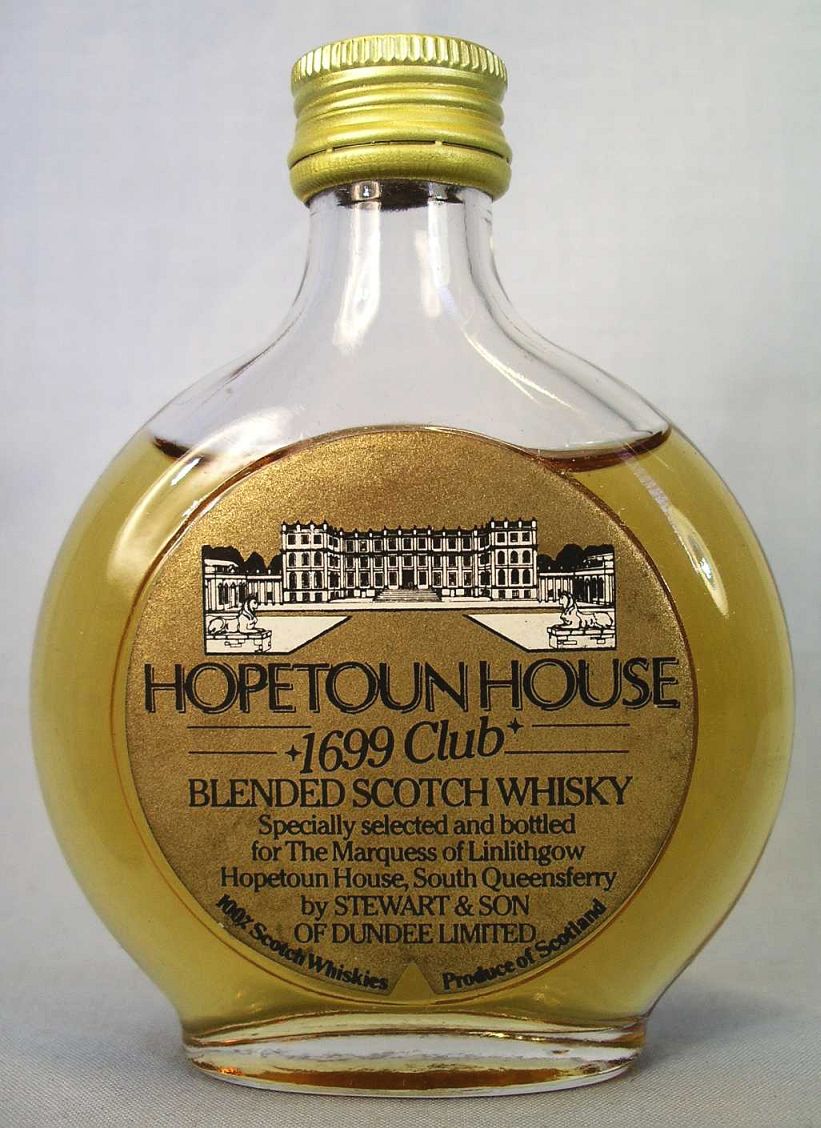 HOPETOUN HOUSE
1699 Club
BLENDED SCOTCH WHISKY
Specially selected and bottled
for The Marquess of Linlithgow
Hopetoun House, South Queensferry
by STEWART & SON
OF DUNDEE LIMITED
100% Scotch Whiskies
Produce of Scotland